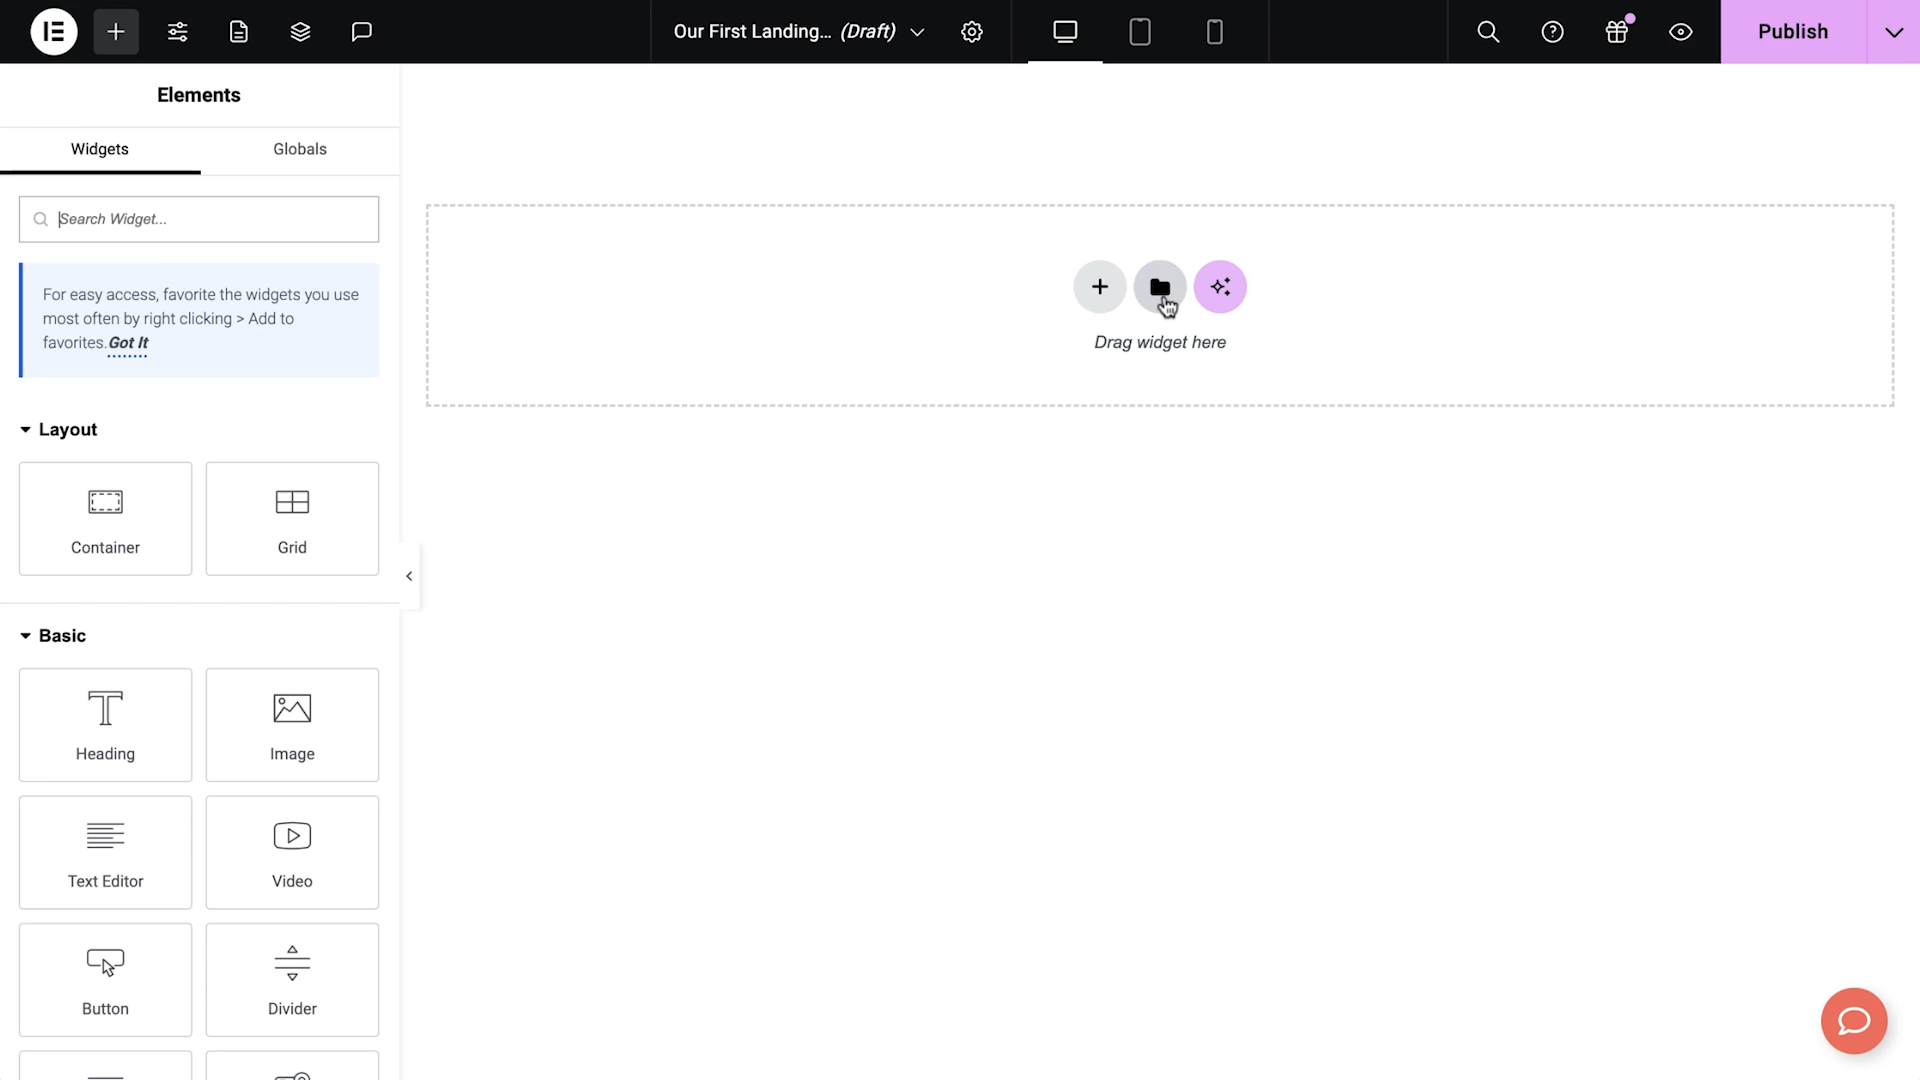 Our First Landing... (Draft)
Publish
Elements
Widgets
Globals
Search Widget...
For easy access, favorite the widgets you use
most often by right clicking > Add to
favorites. Got It
Drag widget here
Layout
Container
Grid
Basic
Heading
Image
Text Editor
Video
Button
Divider